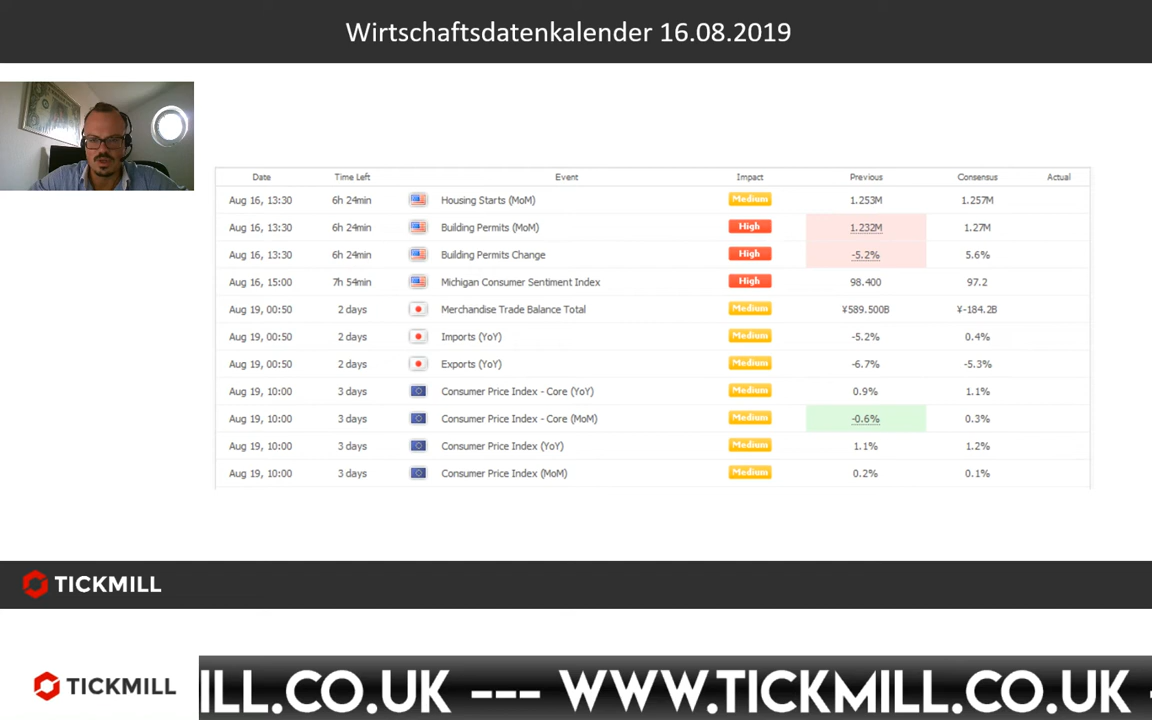 Wirtschaftsdatenkalender 16.08.2019
Date Time Left Event Impact Previous Consensus Actual
Aug 16, 13:30 6h 24min Housing Starts (MoM) Medium 1.253M 1.257M
Aug 16, 13:30 6h 24min Building Permits (MoM) High 1.232M 1.27M
Aug 16, 13:30 6h 24min Building Permits Change High -5.2% 5.6%
Aug 16, 15:00 7h 54min Michigan Consumer Sentiment Index High 98.400 97.2
Aug 19, 00:50 2 days Merchandise Trade Balance Total Medium ¥589.500B ¥-184.2B
Aug 19, 00:50 2 days Imports (YoY) Medium -5.2% 0.4%
Aug 19, 00:50 2 days Exports (YoY) Medium -6.7% -5.3%
Aug 19, 10:00 3 days Consumer Price Index - Core (YoY) Medium 0.9% 1.1%
Aug 19, 10:00 3 days Consumer Price Index - Core (MoM) Medium -0.6% 0.3%
Aug 19, 10:00 3 days Consumer Price Index (YoY) Medium 1.1% 1.2%
Aug 19, 10:00 3 days Consumer Price Index (MoM) Medium 0.2% 0.1%
TICKMILL
TICKMILL ILL.CO.UK --- WWW.TICKMILL.CO.UK -